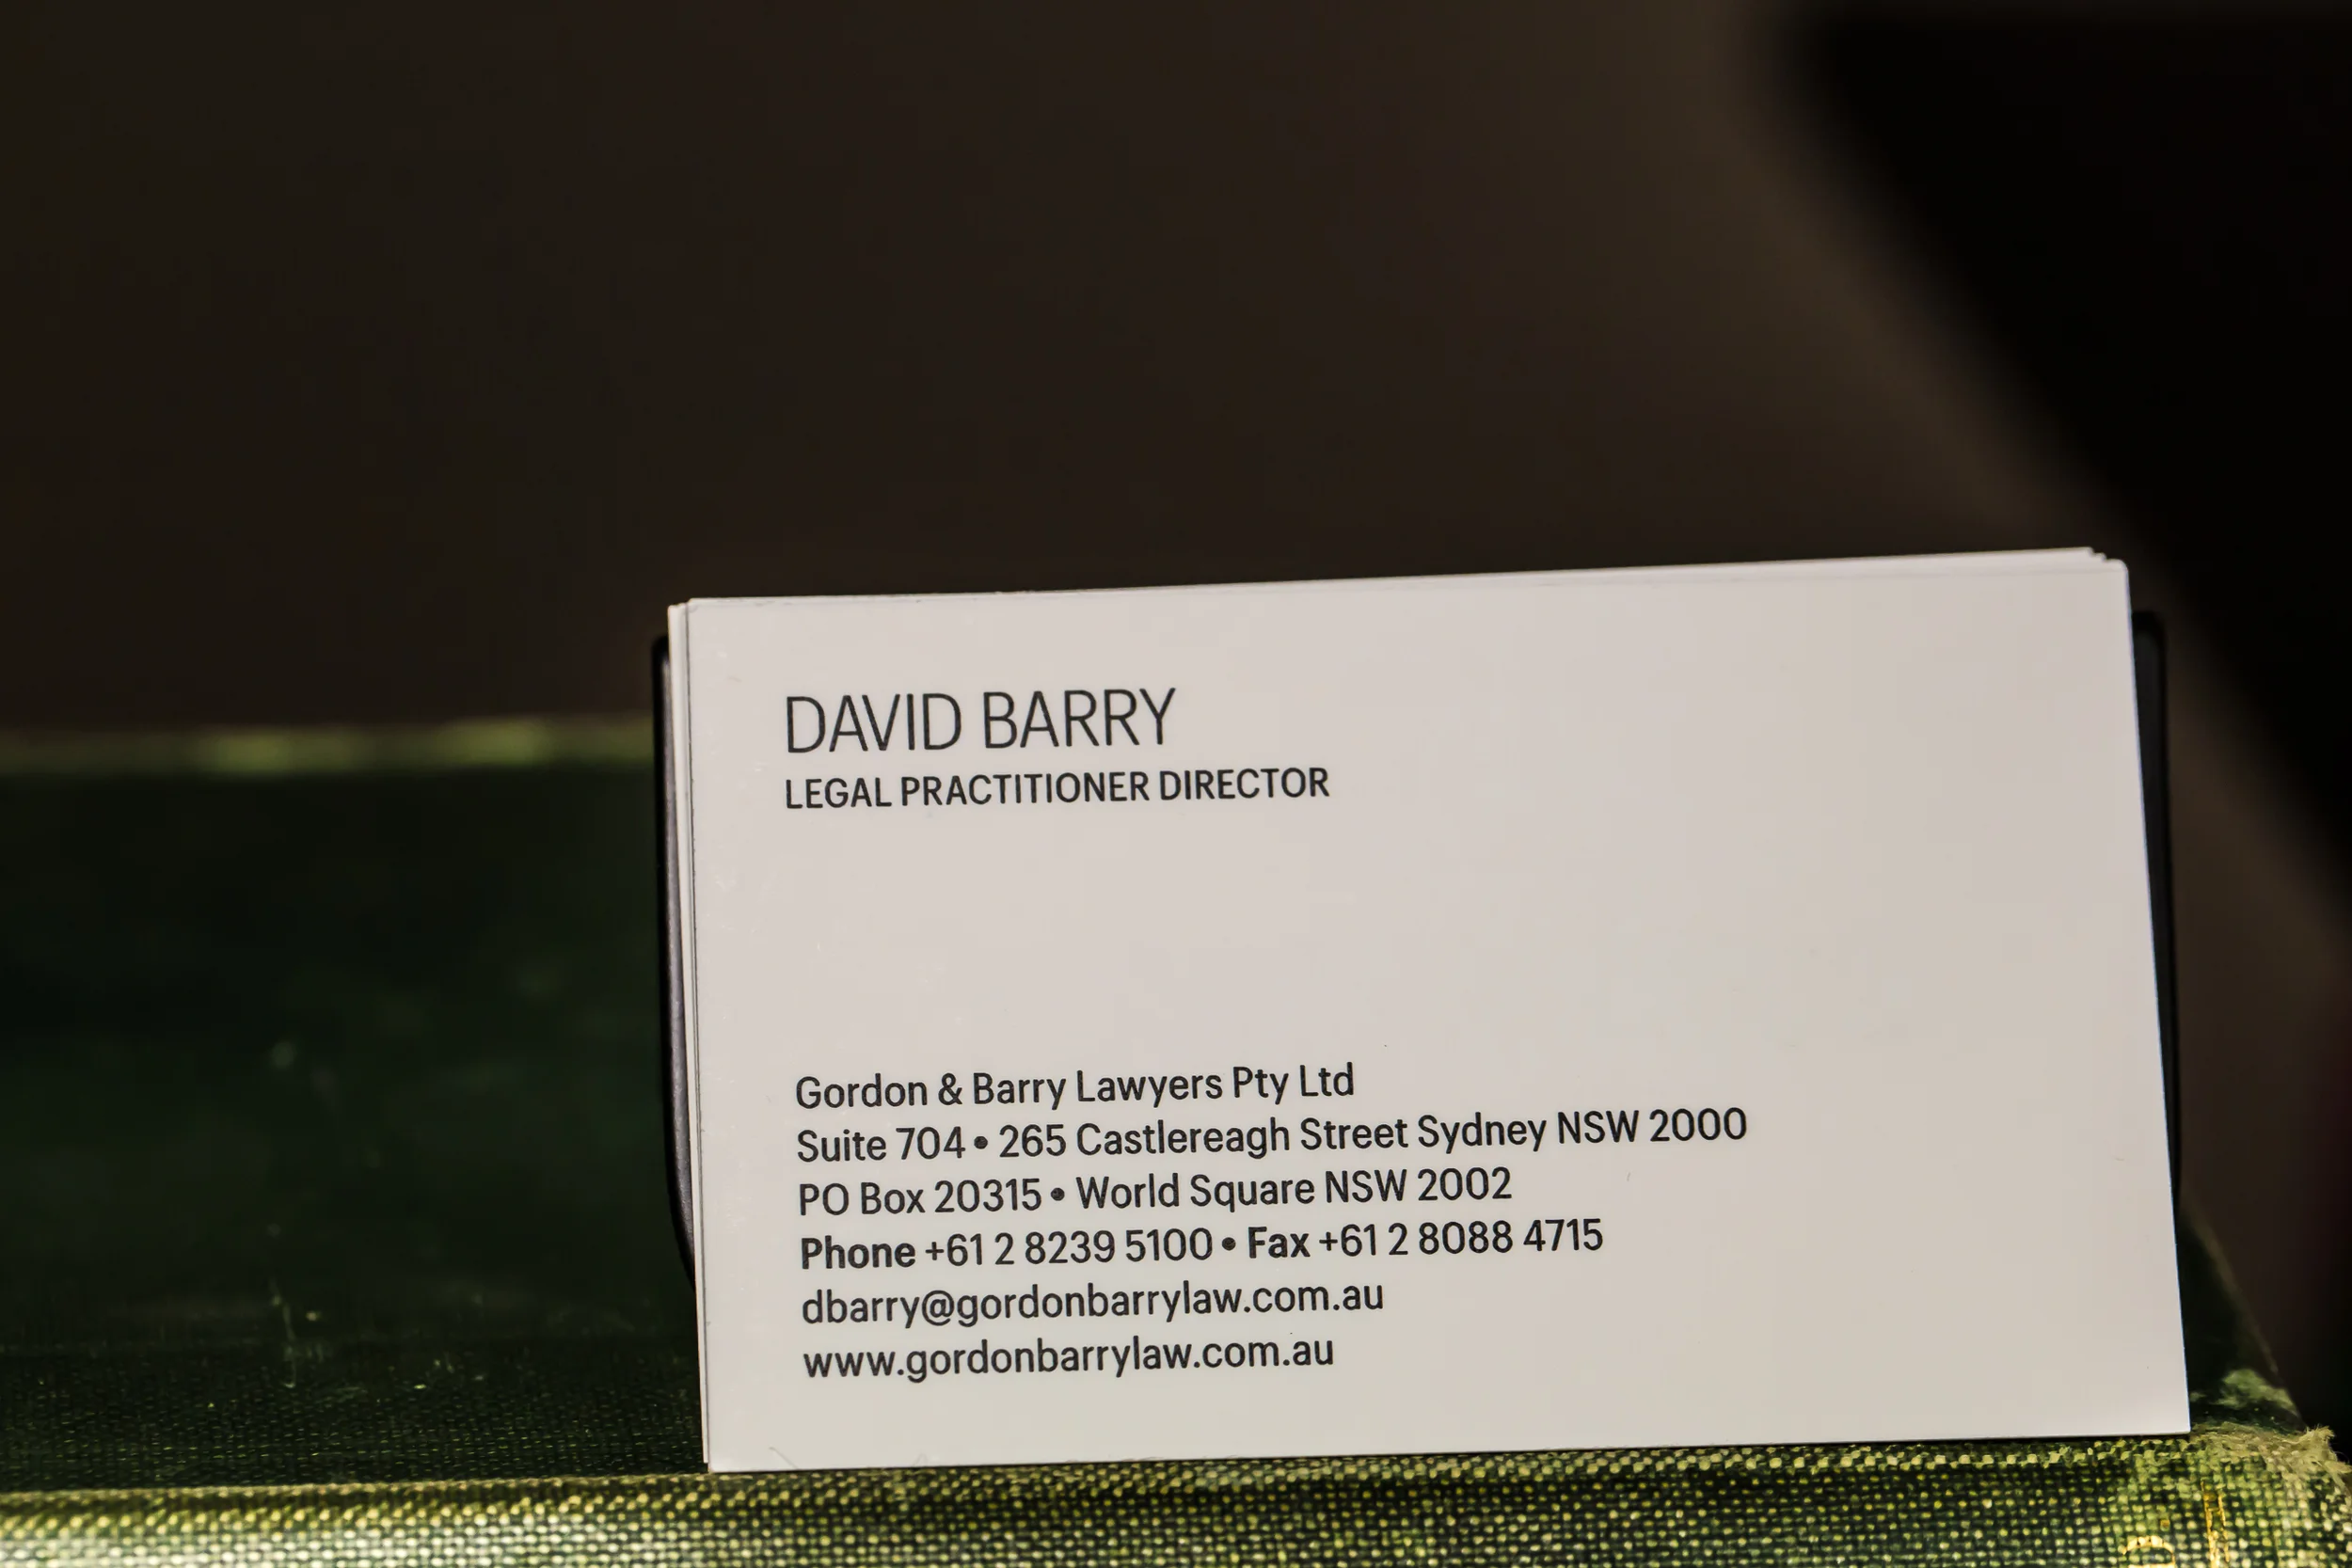 DAVID BARRY
LEGAL PRACTITIONER DIRECTOR
Gordon & Barry Lawyers Pty Ltd
Suite 704 • 265 Castlereagh Street Sydney NSW 2000
PO Box 20315 • World Square NSW 2002
Phone +61 2 8239 5100 • Fax +61 2 8088 4715
dbarry@gordonbarrylaw.com.au
www.gordonbarrylaw.com.au